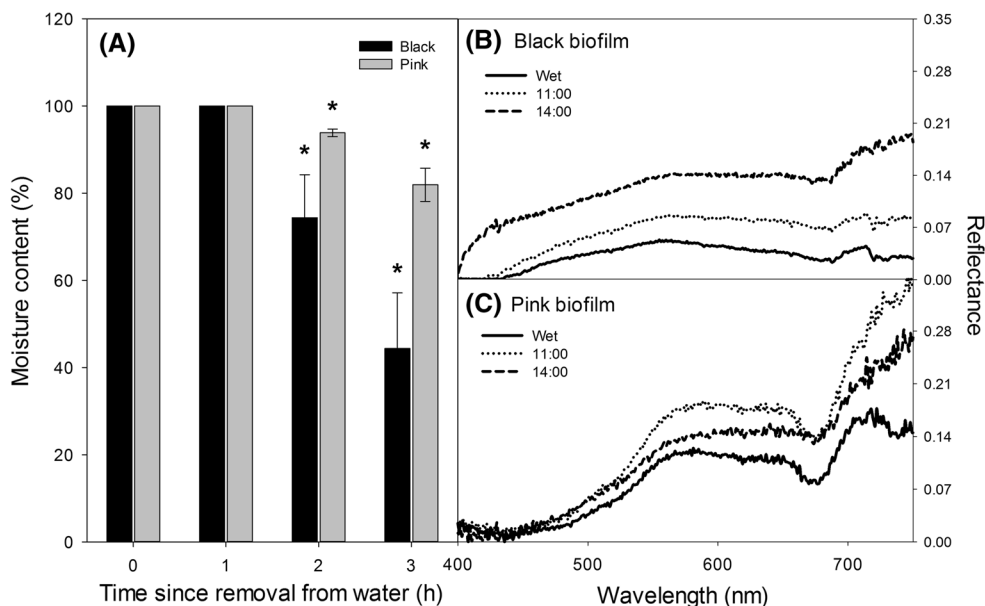 (A)
Black
Pink
120
100
80
60
40
20
0
Moisture content (%)
* * * *
0 1 2 3
Time since removal from water (h)
(B) Black biofilm
Wet
11:00
14:00
0.35
0.28
0.21
0.14
0.07
0.00
(C) Pink biofilm
Wet
11:00
14:00
0.28
0.21
0.14
0.07
0.00
Reflectance
400 500 600 700
Wavelength (nm)